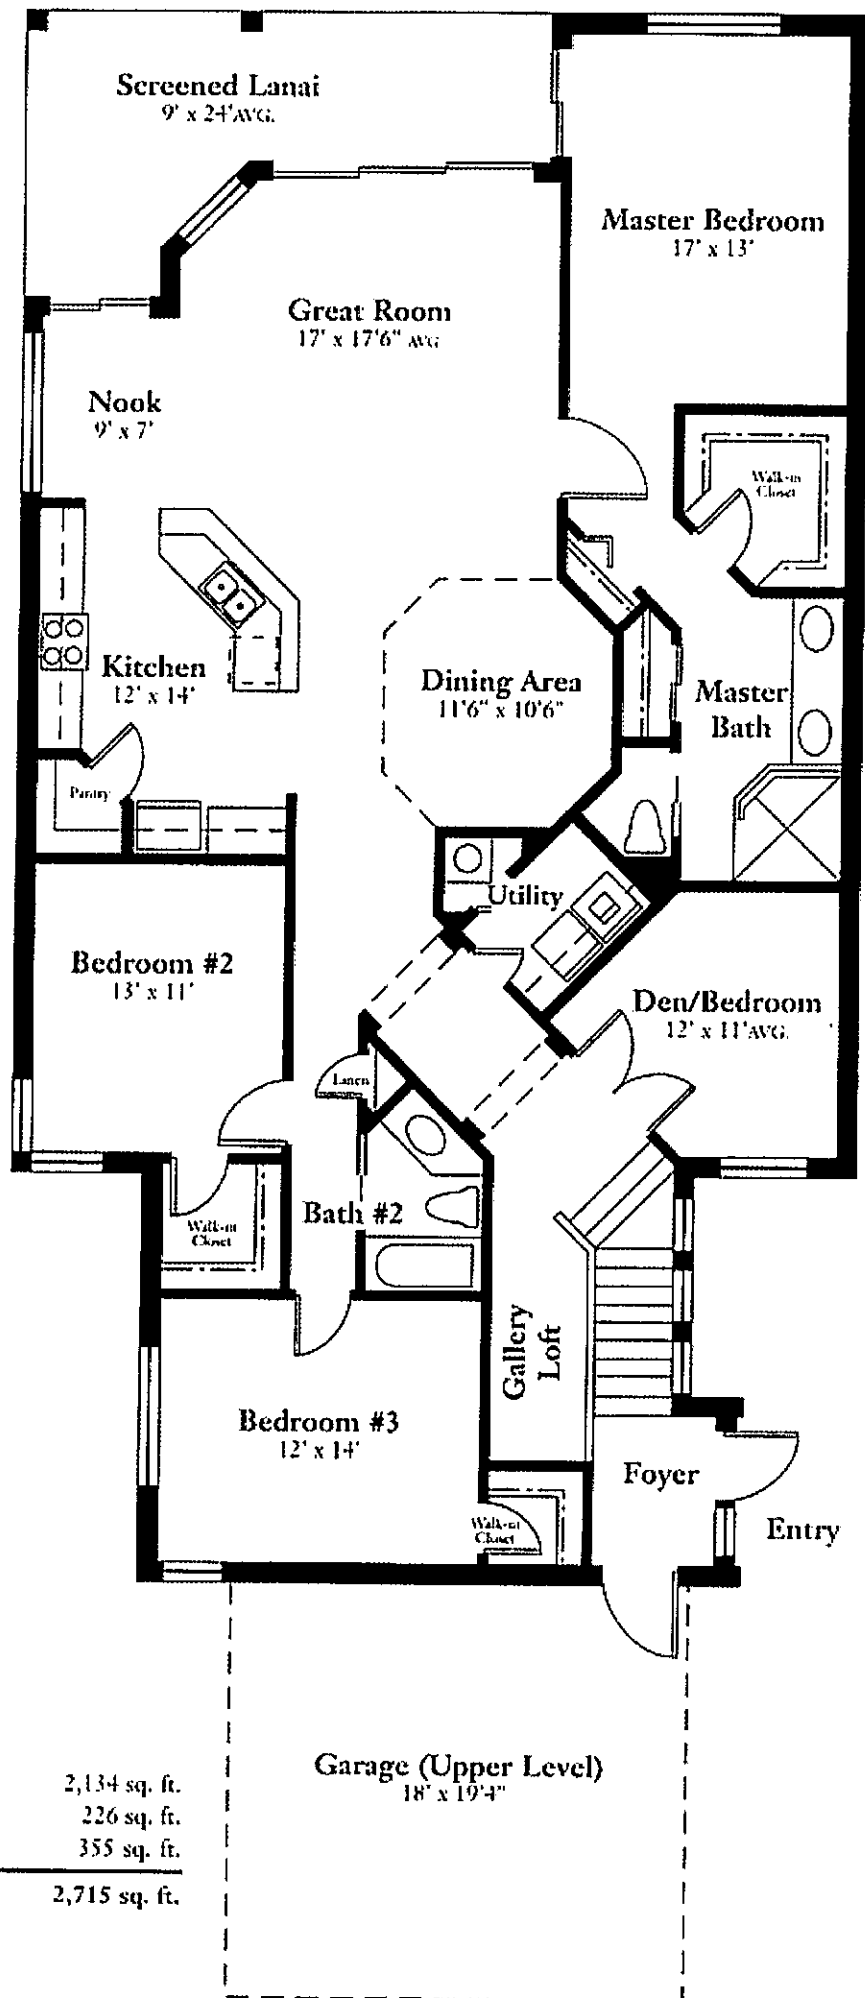 Screened Lanai
9' x 24' AVG.
Master Bedroom
17' x 13'
Great Room
17' x 17'6" AVG
Nook
9' x 7'
Walk-in
Closet
Kitchen
12' x 14'
Dining Area
11'6" x 10'6"
Master
Bath
Pantry
Utility
Bedroom #2
13' x 11'
Den/Bedroom
12' x 11' AVG.
Linen
Bath #2
Walk-in
Closet
Gallery
Loft
Bedroom #3
12' x 14'
Foyer
Walk-in
Closet
Entry
Garage (Upper Level)
18' x 19'4"
2,134 sq. ft.
226 sq. ft.
355 sq. ft.
2,715 sq. ft.